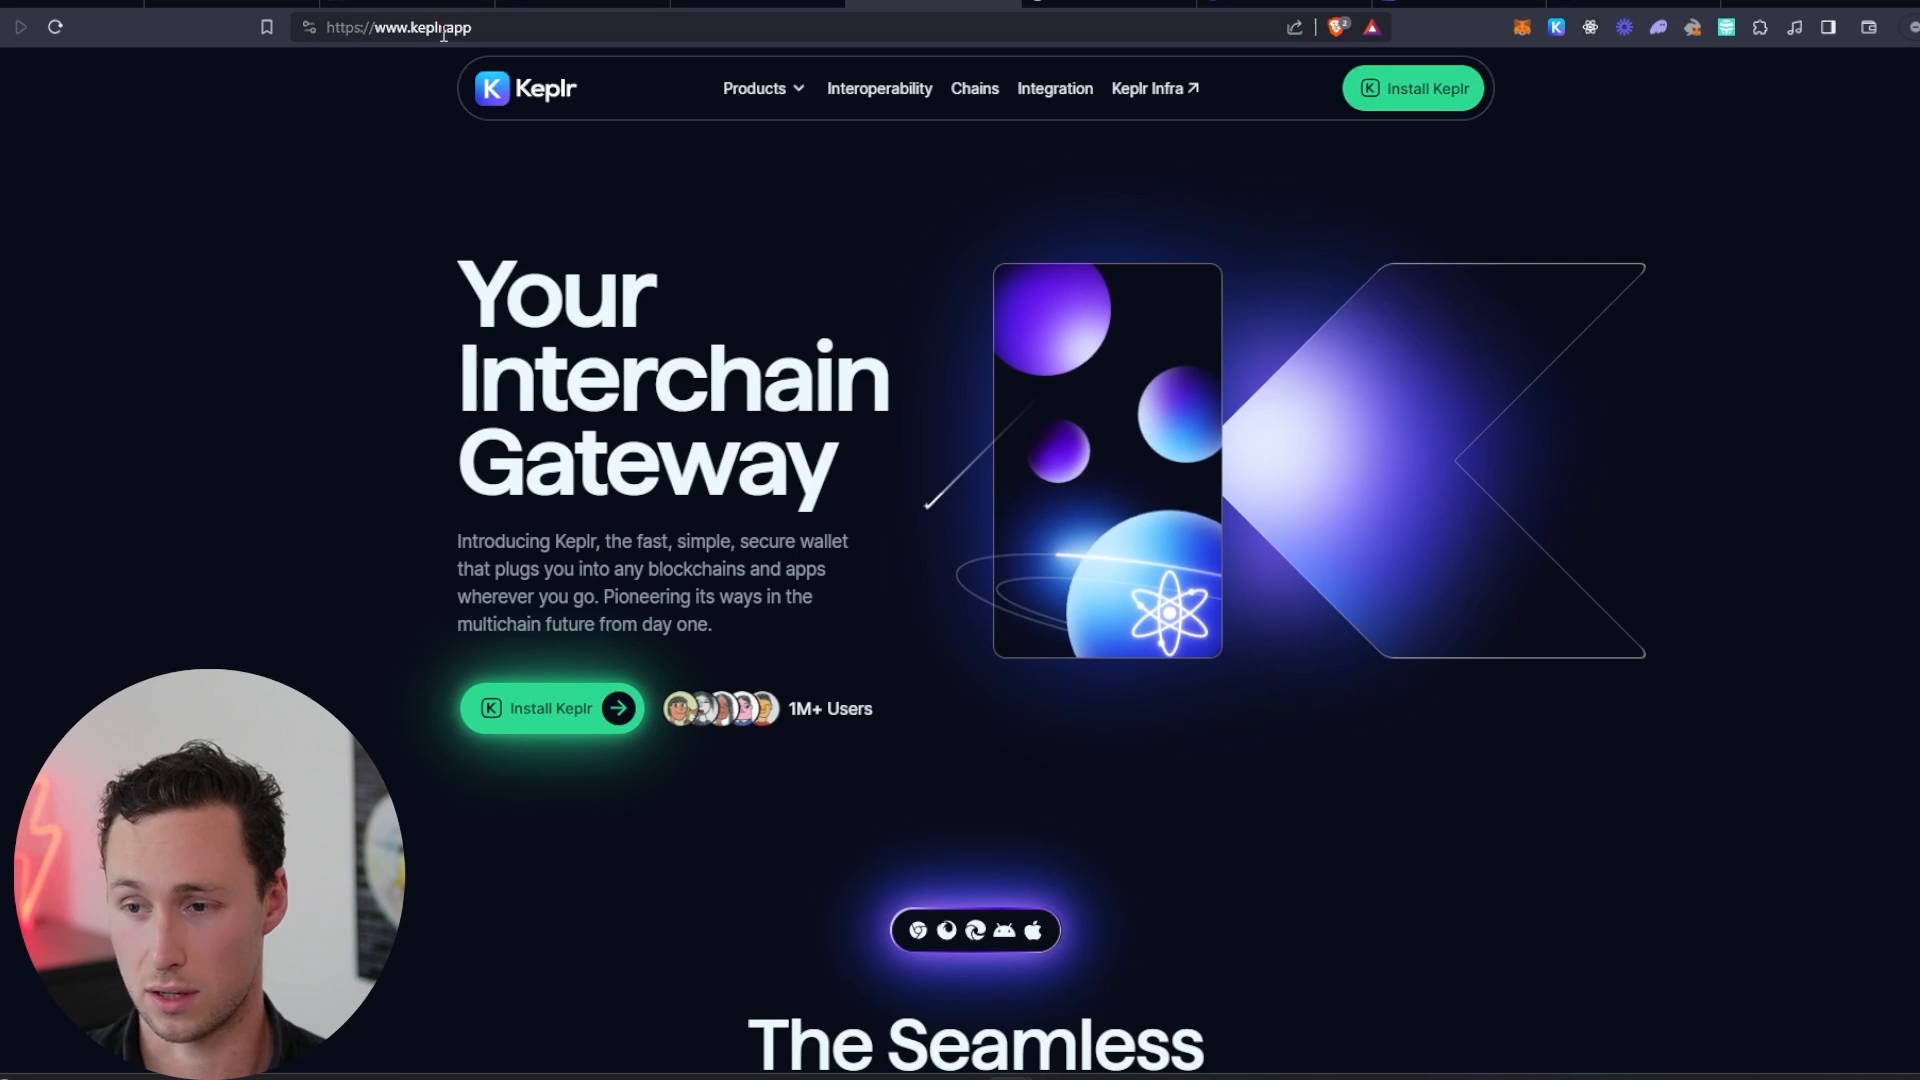 https://www.keplr.app
2
Keplr
Products
Interoperability
Chains
Integration
Keplr Infra
Install Keplr
Your
Interchain
Gateway
Introducing Keplr, the fast, simple, secure wallet
that plugs you into any blockchains and apps
wherever you go. Pioneering its ways in the
multichain future from day one.
Install Keplr
1M+ Users
The Seamless